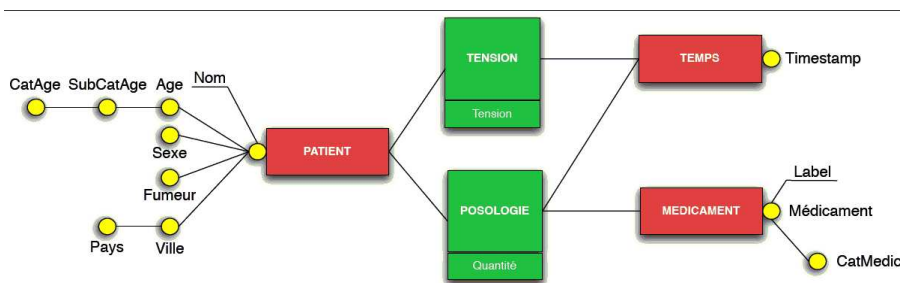 CatAge SubCatAge Age
Nom
Sexe
Fumeur
Pays
Ville
PATIENT
TENSION
Tension
POSOLOGIE
Quantité
TEMPS
Timestamp
MEDICAMENT
Label
Médicament
CatMedic